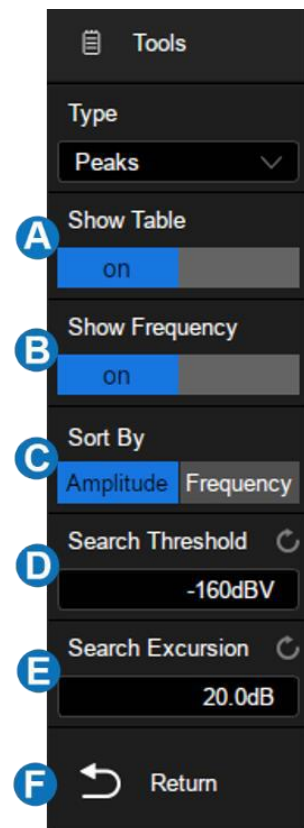 Tools
Type
Peaks
A
Show Table
on
B
Show Frequency
on
C
Sort By
Amplitude Frequency
D
Search Threshold
-160dBV
E
Search Excursion
20.0dB
F
Return